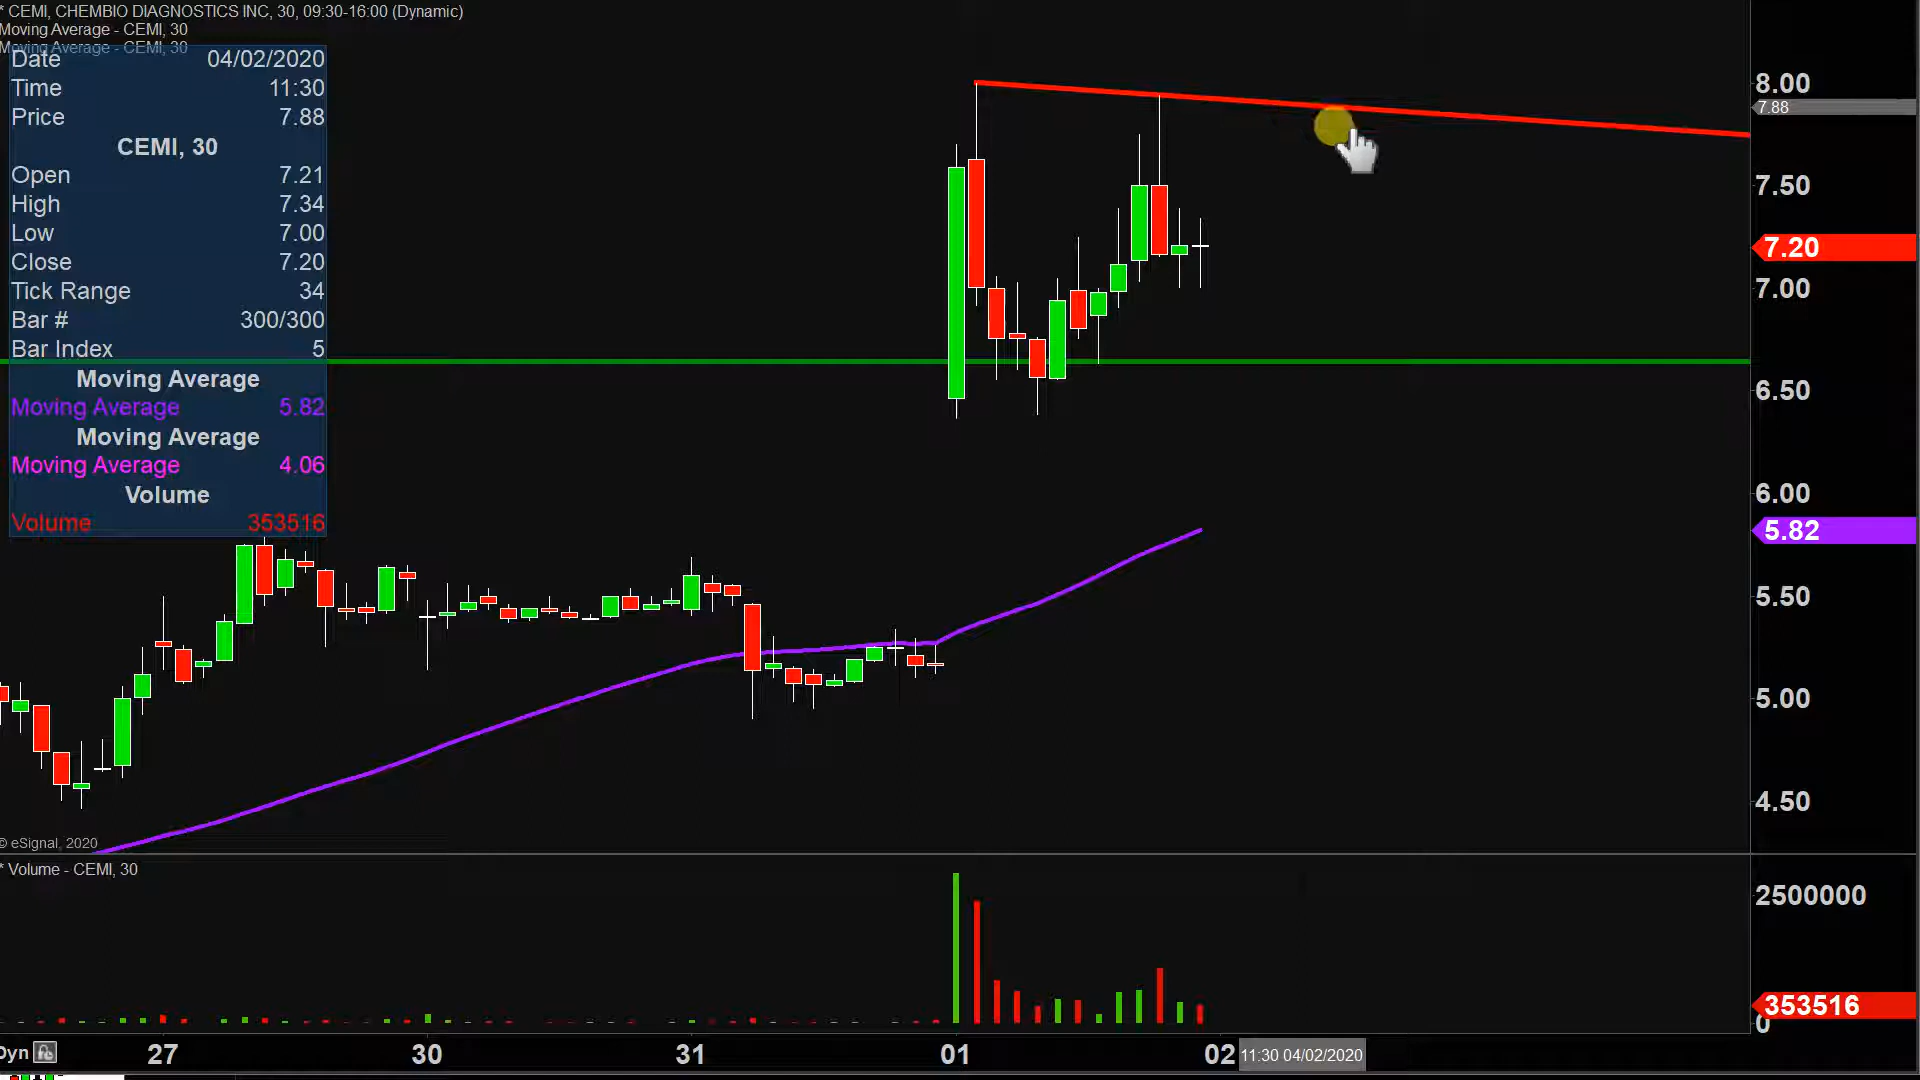 * CEMI, CHEMBIO DIAGNOSTICS INC, 30, 09:30-16:00 (Dynamic)
Moving Average - CEMI, 30
Moving Average - CEMI, 30
Date 04/02/2020
Time 11:30
Price 7.88
CEMI, 30
Open 7.21
High 7.34
Low 7.00
Close 7.20
Tick Range 34
Bar # 300/300
Bar Index 5
Moving Average
Moving Average 5.82
Moving Average
Moving Average 4.06
Volume
Volume 353516
8.00
7.88
7.50
7.20
7.00
6.50
6.00
5.82
5.50
5.00
4.50
© eSignal, 2020
* Volume - CEMI, 30
2500000
353516
0
Dyn 27 30 31 01 02 11:30 04/02/2020